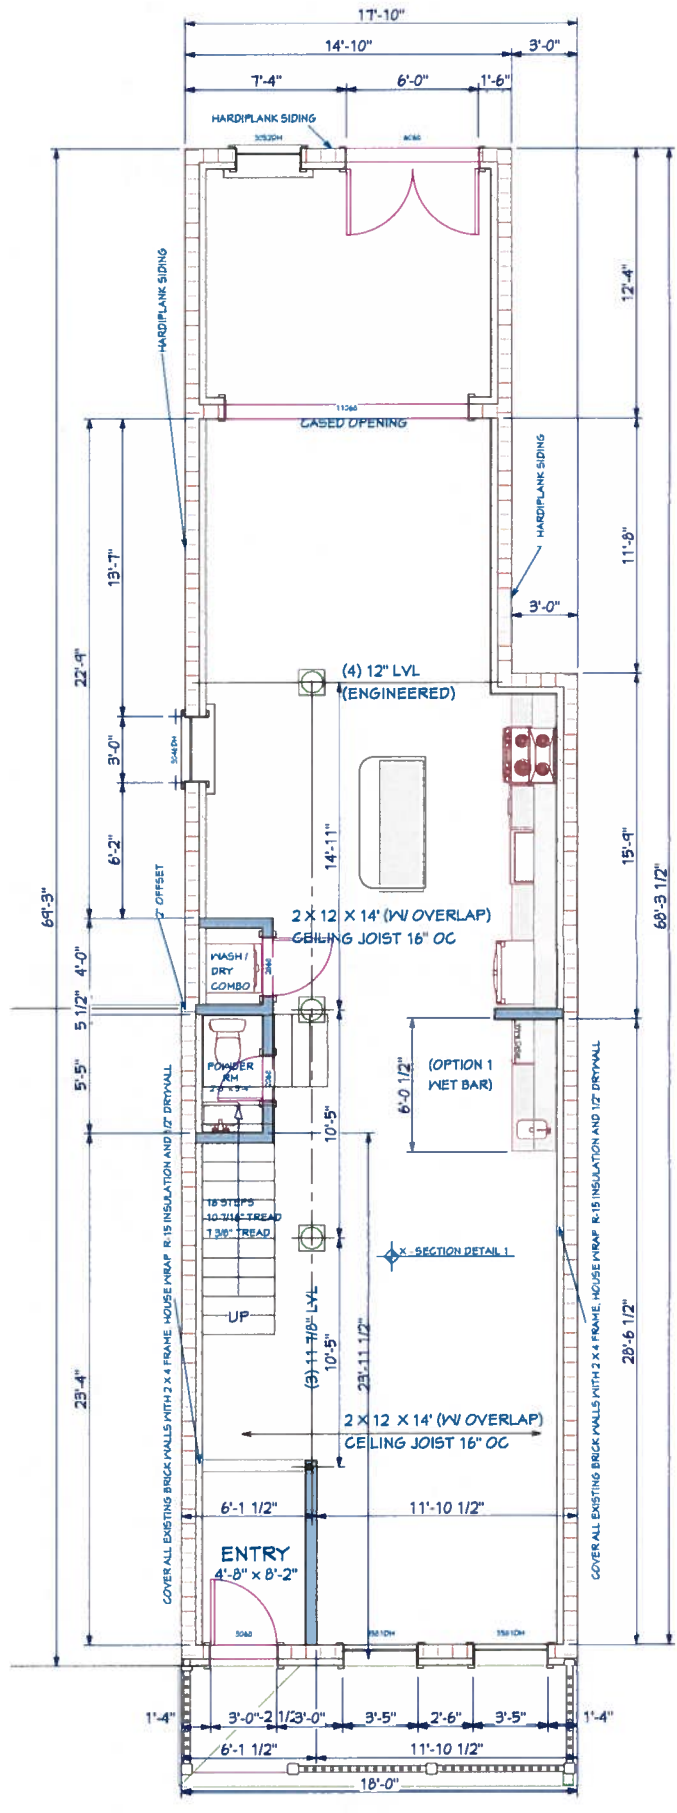 17'-10"
14'-10"
3'-0"
7'-4"
6'-0"
1'-6"
HARDIPLANK SIDING
3052DH
6060
HARDIPLANK SIDING
12'-4"
11060
CASED OPENING
HARDIPLANK SIDING
13'-7"
11'-8"
3'-0"
22'-9"
(4) 12" LVL
(ENGINEERED)
3'-0"
3040DH
14'-11"
15'-9"
6'-2"
2" OFFSET
69'-3"
68'-3 1/2"
2 X 12 X 14' (W/ OVERLAP)
CEILING JOIST 16" OC
4'-0"
WASH /
DRY
COMBO
2060
5 1/2"
5'-5"
POWDER
RM
2060
10'-5"
6'-0 1/2"
(OPTION 1
WET BAR)
COVER ALL EXISTING BRICK WALLS WITH 2 X 4 FRAME, HOUSE WRAP R-15 INSULATION AND 1/2" DRYWALL
COVER ALL EXISTING BRICK WALLS WITH 2 X 4 FRAME, HOUSE WRAP R-15 INSULATION AND 1/2" DRYWALL
18 STEPS
10 7/16" TREAD
7 3/8" TREAD
X -SECTION DETAIL 1
UP
(3) 11 7/8" LVL
10'-5"
23'-11 1/2"
28'-6 1/2"
23'-4"
2 X 12 X 14' (W/ OVERLAP)
CEILING JOIST 16" OC
6'-1 1/2"
11'-10 1/2"
ENTRY
4'-8" x 8'-2"
3068
1'-4"
3'-0"
2 1/2"
3'-0"
3'-5"
2'-6"
3'-5"
1'-4"
6'-1 1/2"
11'-10 1/2"
18'-0"